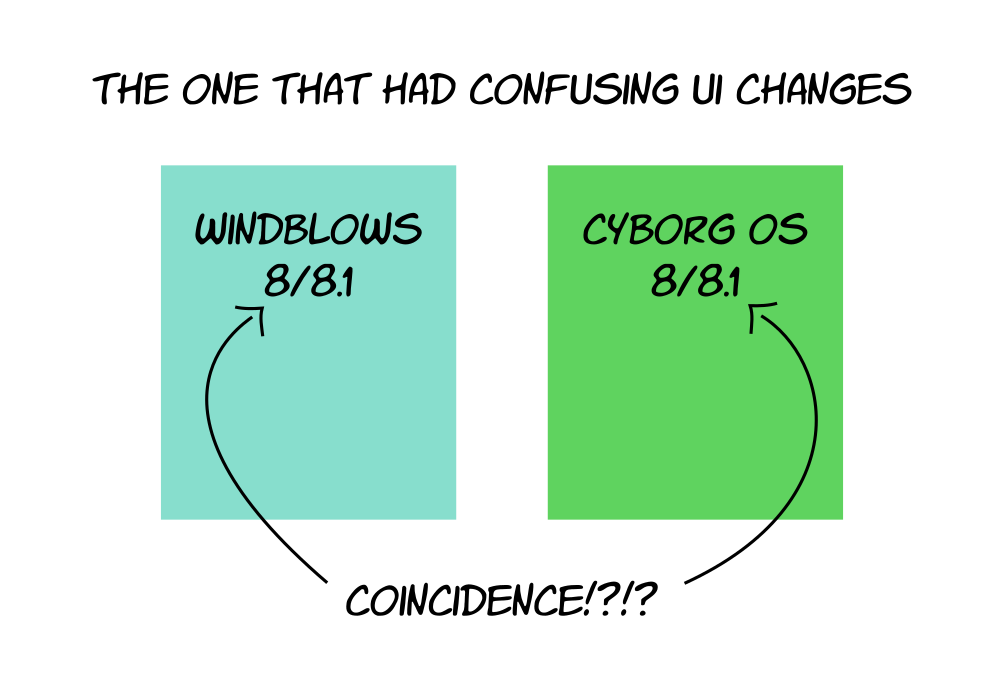 THE ONE THAT HAD CONFUSING UI CHANGES
WINDBLOWS
8/8.1
CYBORG OS
8/8.1
COINCIDENCE!?!?